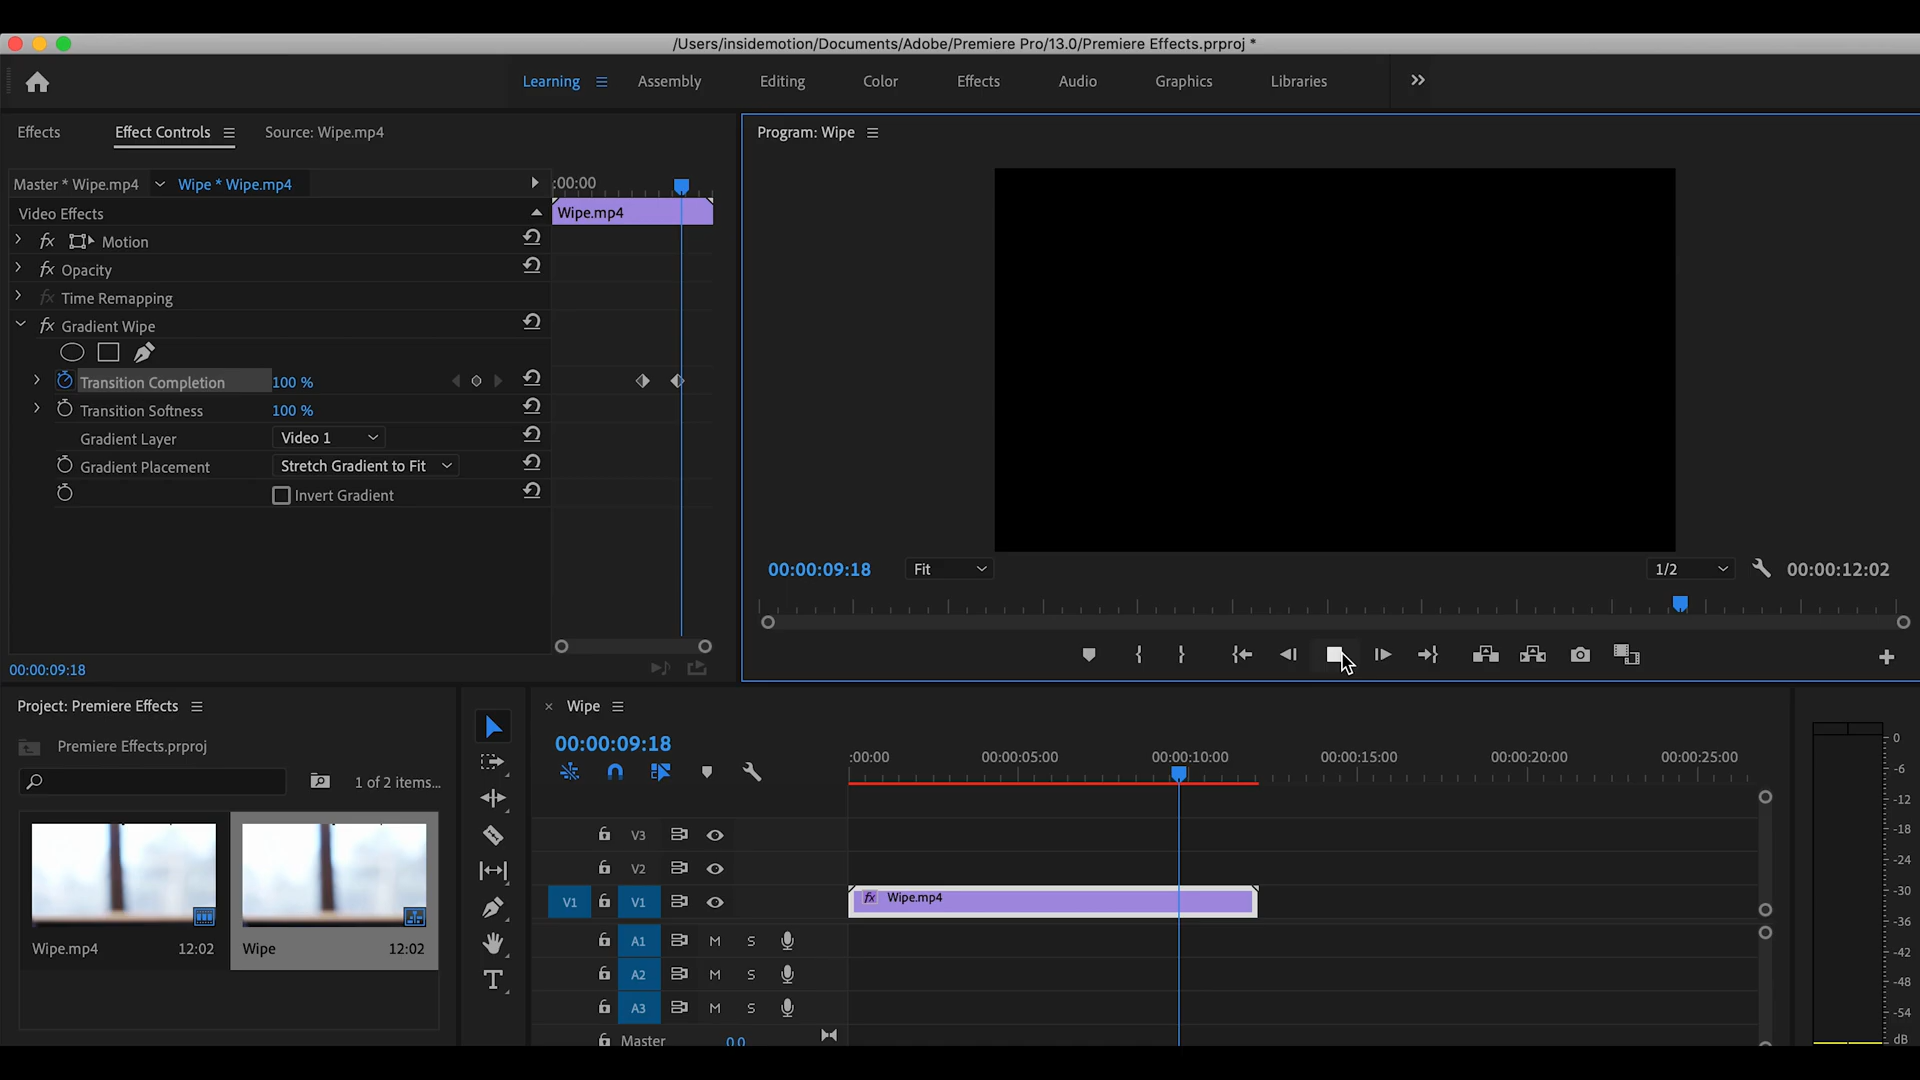 /Users/insidemotion/Documents/Adobe/Premiere Pro/13.0/Premiere Effects.prproj *
Learning Assembly Editing Color Effects Audio Graphics Libraries
Effects Effect Controls Source: Wipe.mp4
Program: Wipe
Master * Wipe.mp4 Wipe * Wipe.mp4 :00:00
Video Effects Wipe.mp4
fx Motion
fx Opacity
fx Time Remapping
fx Gradient Wipe
Transition Completion 100 %
Transition Softness 100 %
Gradient Layer Video 1
Gradient Placement Stretch Gradient to Fit
Invert Gradient
00:00:09:18 Fit 1/2 00:00:12:02
00:00:09:18
Project: Premiere Effects
Premiere Effects.prproj
1 of 2 items...
Wipe.mp4 12:02 Wipe 12:02
Wipe
00:00:09:18
:00:00 00:00:05:00 00:00:10:00 00:00:15:00 00:00:20:00 00:00:25:00
V3
V2
V1 V1 fx Wipe.mp4
A1 M S
A2 M S
A3 M S
Master 0.0
0
-6
-12
-18
-24
-30
-36
-42
-48
-54
dB